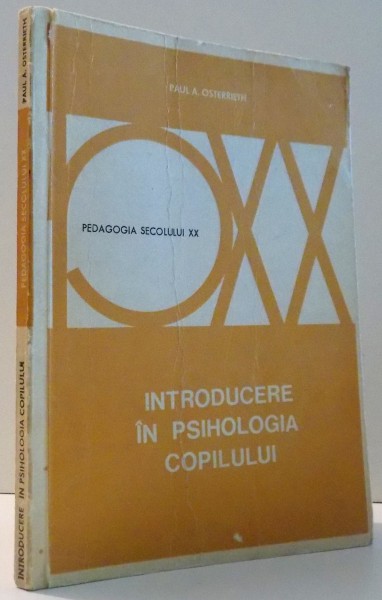 PAUL A. OSTERRIETH
PEDAGOGIA SECOLULUI XX
INTRODUCERE
ÎN PSIHOLOGIA
COPILULUI
PAUL A. OSTERRIETH
PEDAGOGIA SECOLULUI XX
INTRODUCERE ÎN PSIHOLOGIA COPILULUI